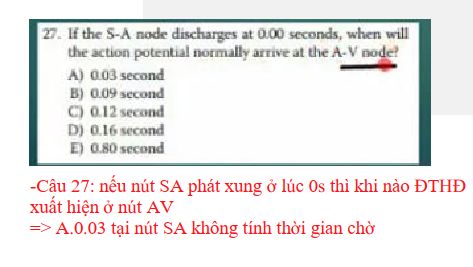 27. If the S-A node discharges at 0.00 seconds, when will
the action potential normally arrive at the A-V node?
A) 0.03 second
B) 0.09 second
C) 0.12 second
D) 0.16 second
E) 0.80 second
-Câu 27: nếu nút SA phát xung ở lúc 0s thì khi nào ĐTHĐ
xuất hiện ở nút AV
=> A.0.03 tại nút SA không tính thời gian chờ